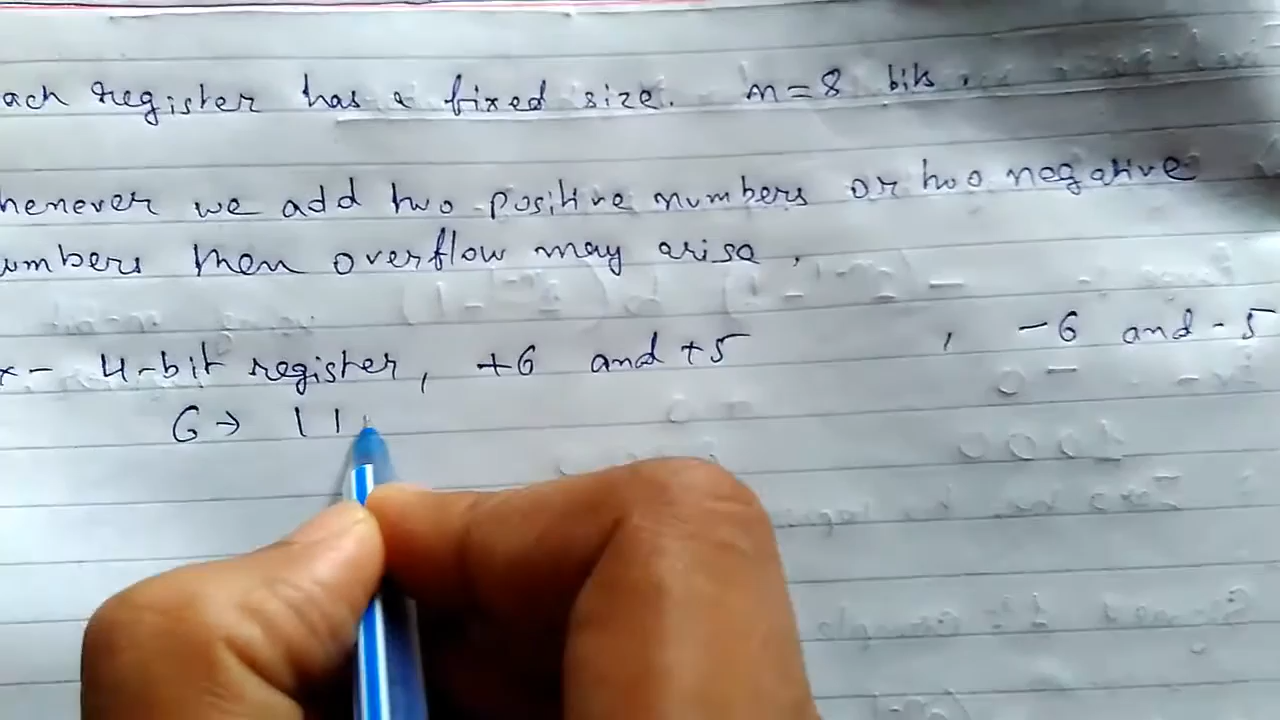 ach register has a fixed size. n=8 bits.
henever we add two positive numbers or two negative
umbers then overflow may arise,
x- 4-bit register, +6 and +5 , -6 and -5
6→ 11